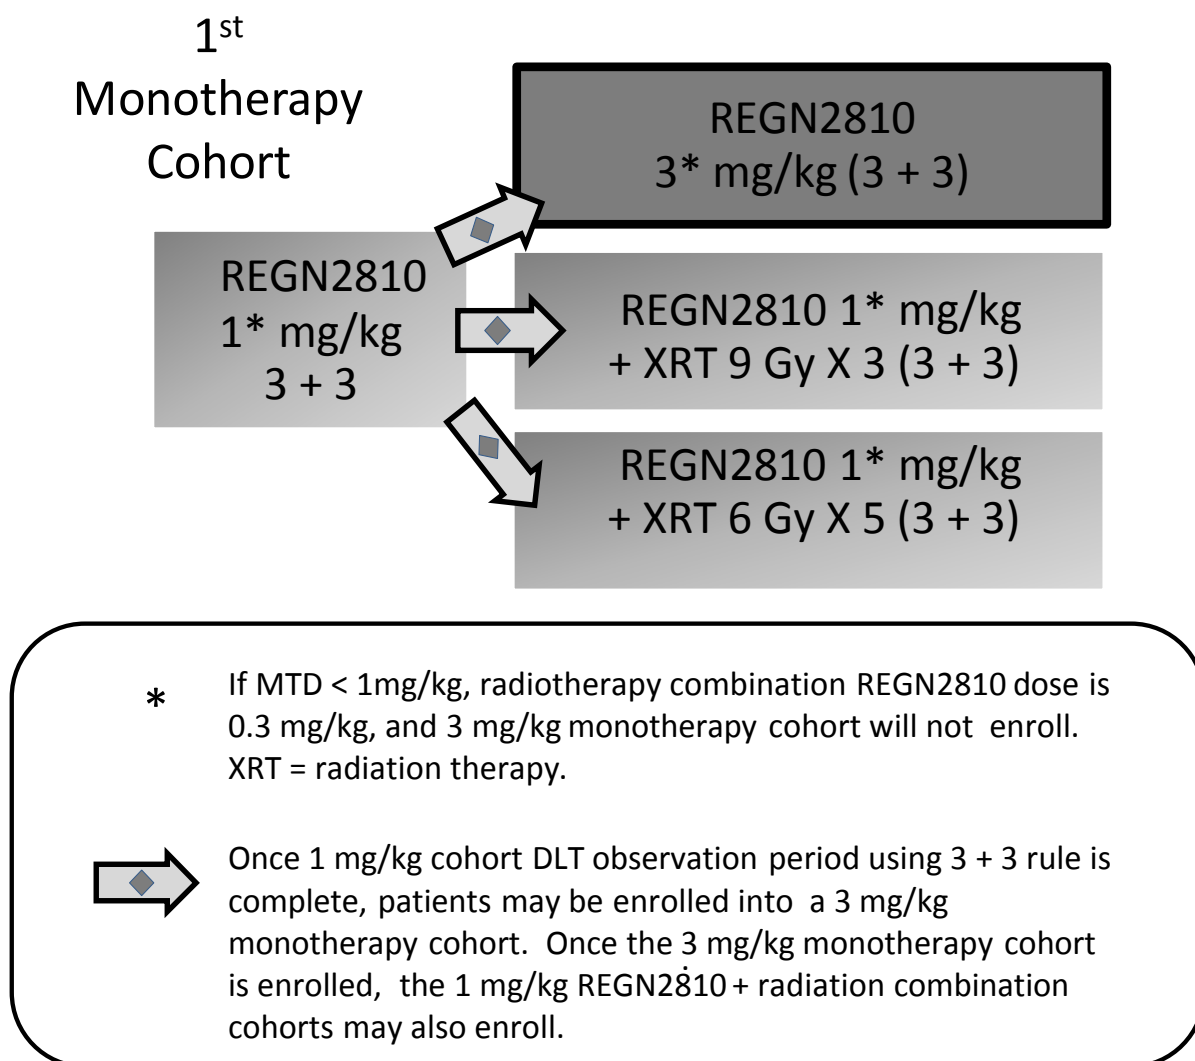 1st
Monotherapy
Cohort
REGN2810
3* mg/kg (3 + 3)
REGN2810
1* mg/kg
3 + 3
REGN2810 1* mg/kg
+ XRT 9 Gy X 3 (3 + 3)
REGN2810 1* mg/kg
+ XRT 6 Gy X 5 (3 + 3)
* If MTD < 1mg/kg, radiotherapy combination REGN2810 dose is
0.3 mg/kg, and 3 mg/kg monotherapy cohort will not enroll.
XRT = radiation therapy.
Once 1 mg/kg cohort DLT observation period using 3 + 3 rule is
complete, patients may be enrolled into a 3 mg/kg
monotherapy cohort. Once the 3 mg/kg monotherapy cohort
is enrolled, the 1 mg/kg REGN2810 + radiation combination
cohorts may also enroll.